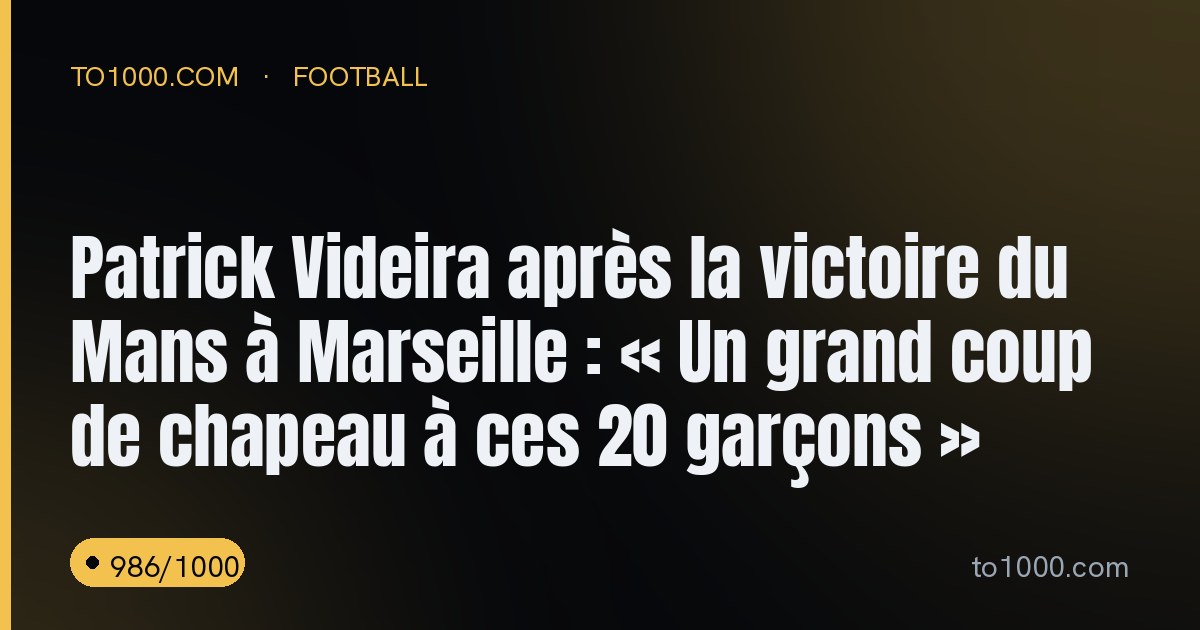 TO1000.COM · FOOTBALL
Patrick Videira après la victoire du
Mans à Marseille : « Un grand coup
de chapeau à ces 20 garçons »
986/1000
to1000.com